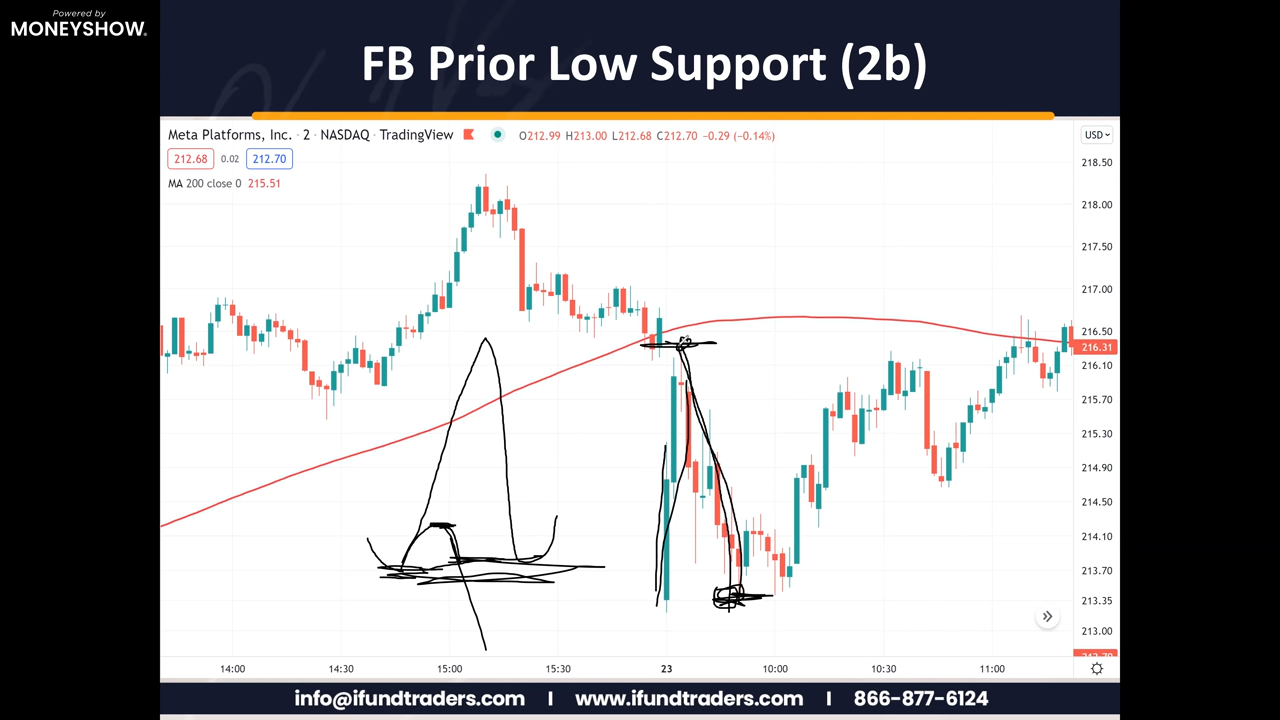 Powered by
MONEYSHOW.
FB Prior Low Support (2b)
Meta Platforms, Inc. · 2 · NASDAQ · TradingView O212.99 H213.00 L212.68 C212.70 −0.29 (−0.14%)
USD
212.68 0.02 212.70
MA 200 close 0 215.51
218.50
218.00
217.50
217.00
216.50
216.31
216.10
215.70
215.30
214.90
214.50
214.10
213.70
213.35
213.00
14:00 14:30 15:00 15:30 23 10:00 10:30 11:00
info@ifundtraders.com I www.ifundtraders.com I 866-877-6124